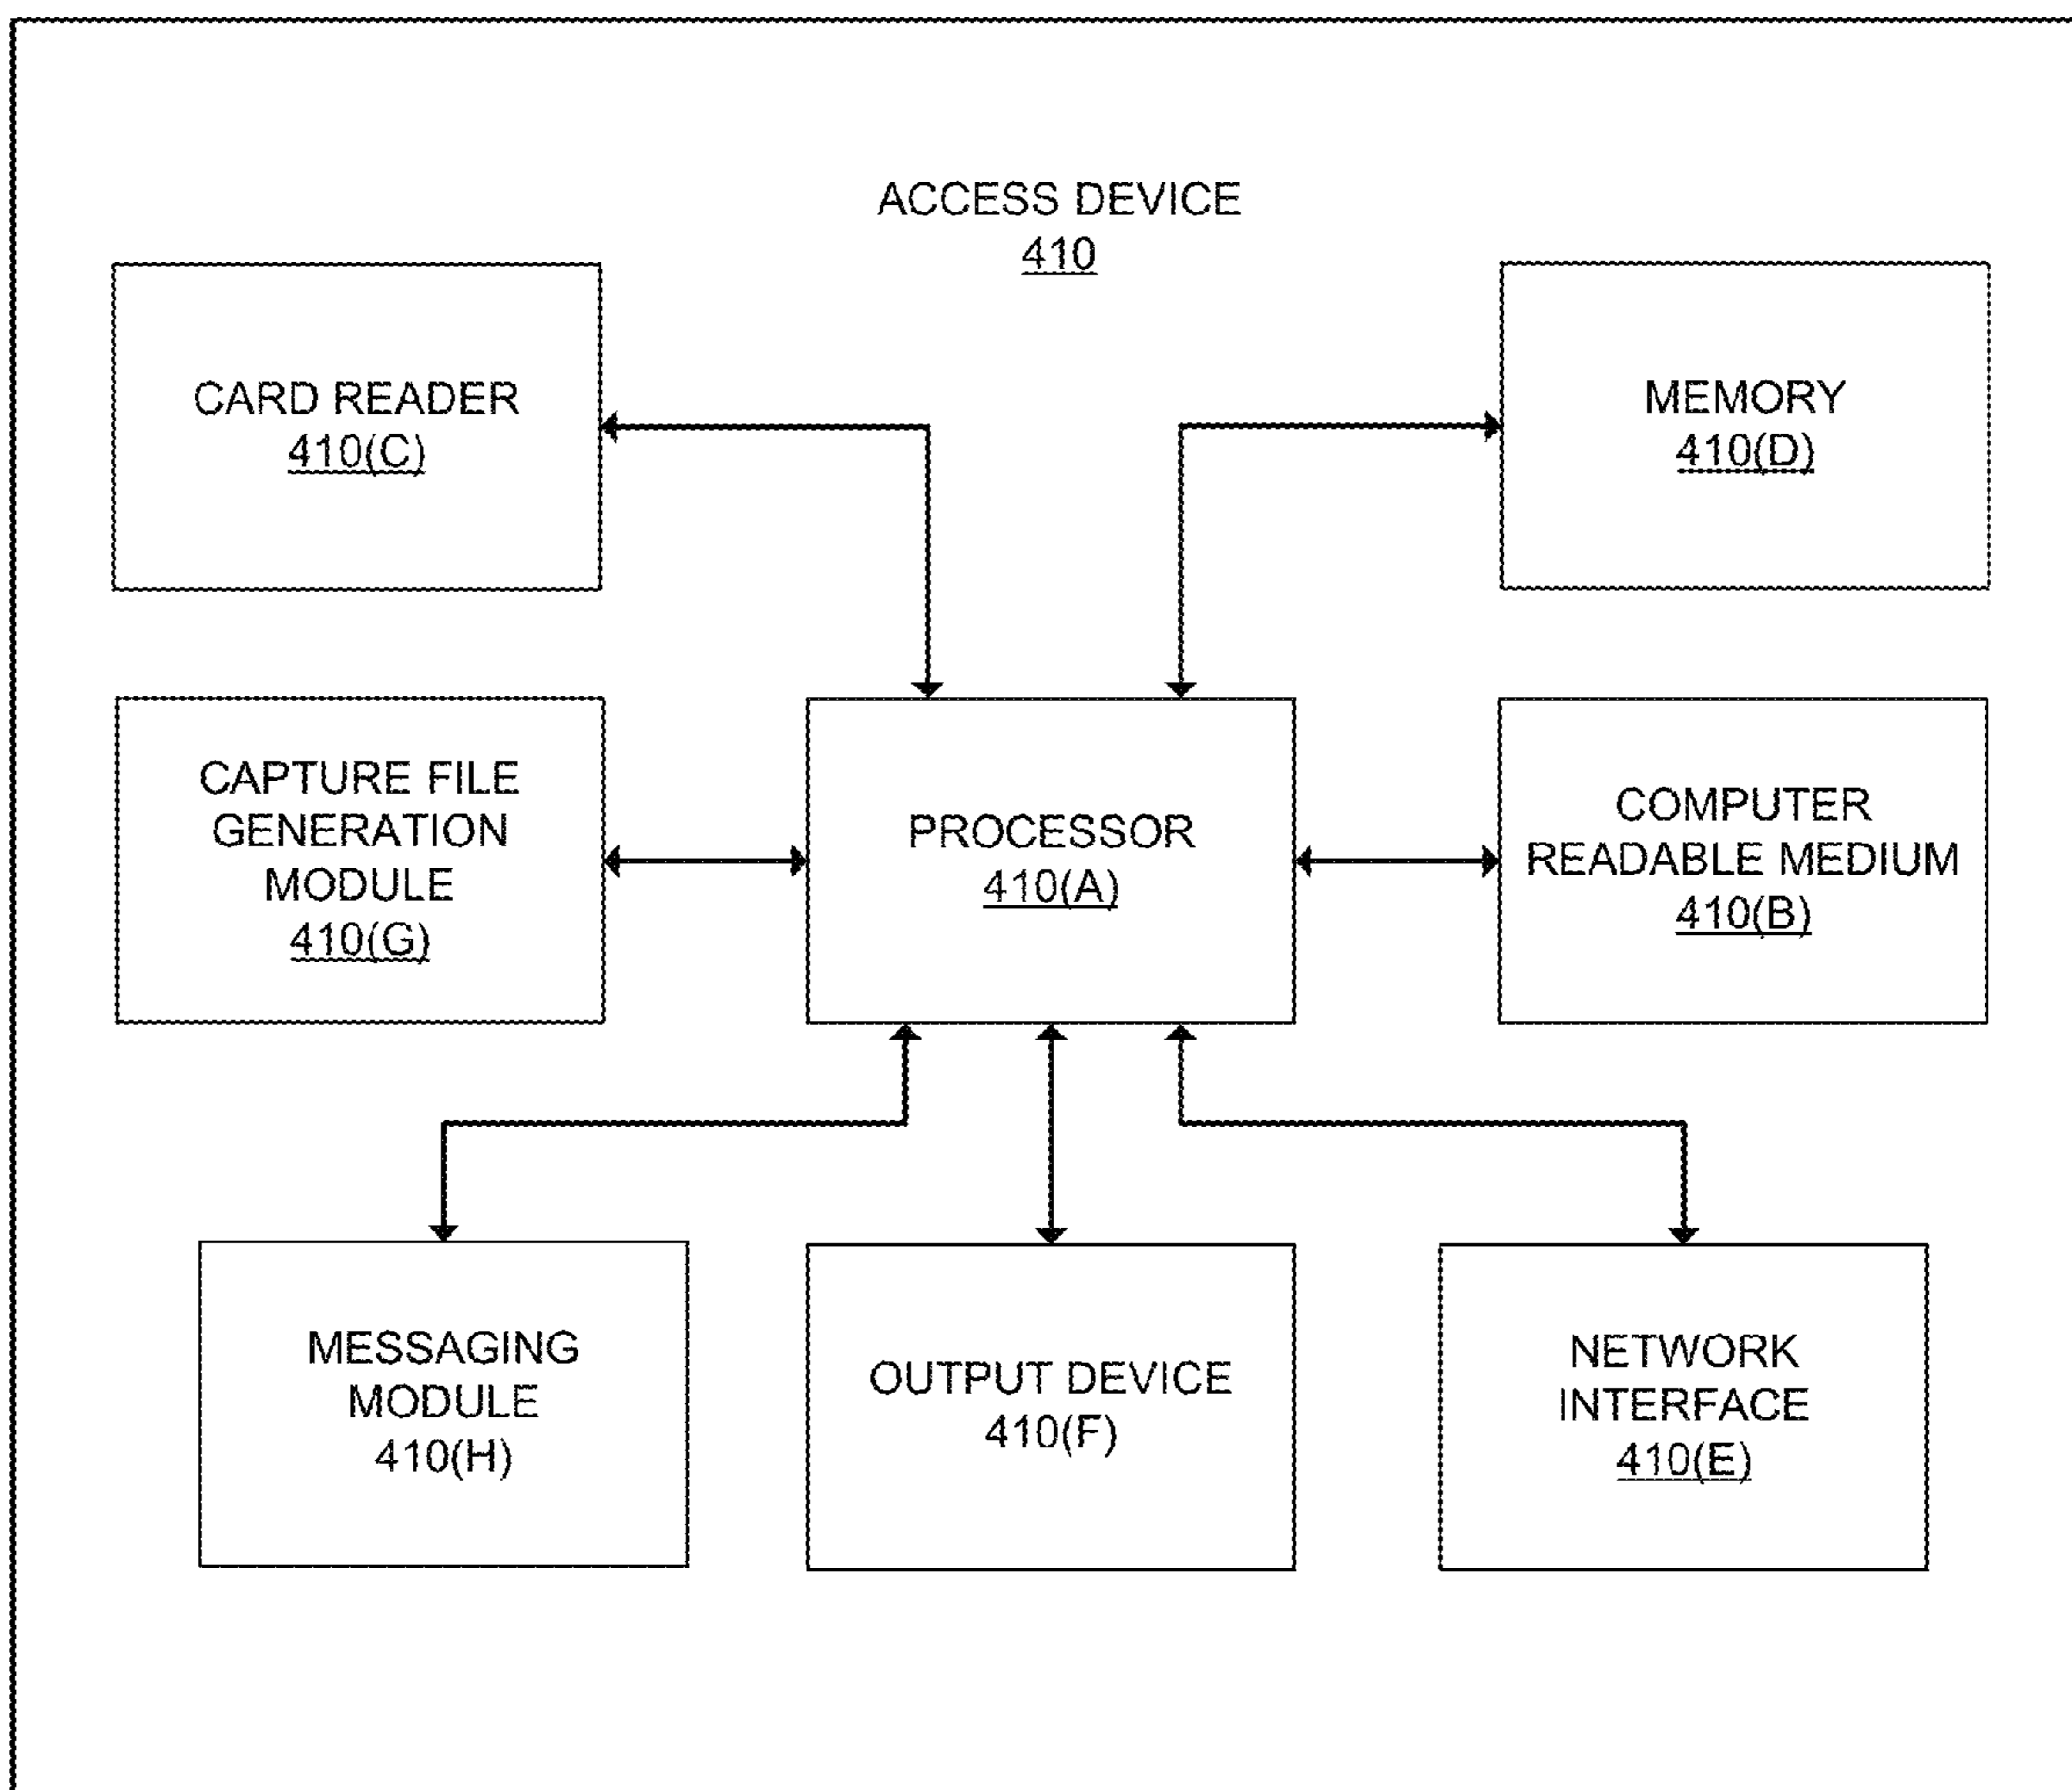 ACCESS DEVICE
410
CARD READER
410(C)
MEMORY
410(D)
CAPTURE FILE
GENERATION
MODULE
410(G)
PROCESSOR
410(A)
COMPUTER
READABLE MEDIUM
410(B)
MESSAGING
MODULE
410(H)
OUTPUT DEVICE
410(F)
NETWORK
INTERFACE
410(E)